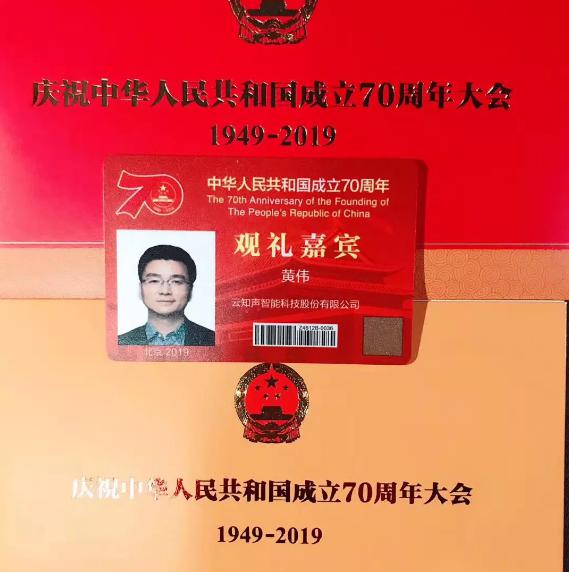 庆祝中华人民共和国成立70周年大会
1949-2019
70
中华人民共和国成立70周年
The 70th Anniversary of the Founding of
The People's Republic of China
观礼嘉宾
黄伟
云知声智能科技股份有限公司
Z4612B-0036
北京 2019
庆祝中华人民共和国成立70周年大会
1949-2019